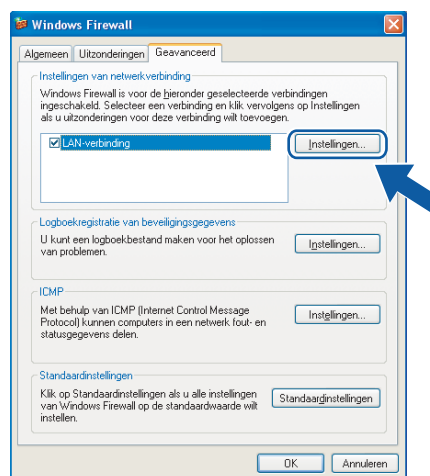 Windows Firewall
Algemeen Uitzonderingen Geavanceerd
Instellingen van netwerkverbinding
Windows Firewall is voor de hieronder geselecteerde verbindingen
ingeschakeld. Selecteer een verbinding en klik vervolgens op Instellingen
als u uitzonderingen voor deze verbinding wilt toevoegen.
LAN-verbinding
Instellingen...
Logboekregistratie van beveiligingsgegevens
U kunt een logboekbestand maken voor het oplossen
van problemen.
Instellingen...
ICMP
Met behulp van ICMP (Internet Control Message
Protocol) kunnen computers in een netwerk fout- en
statusgegevens delen.
Instellingen...
Standaardinstellingen
Klik op Standaardinstellingen als u alle instellingen
van Windows Firewall op de standaardwaarde wilt
instellen.
Standaardinstellingen
OK Annuleren